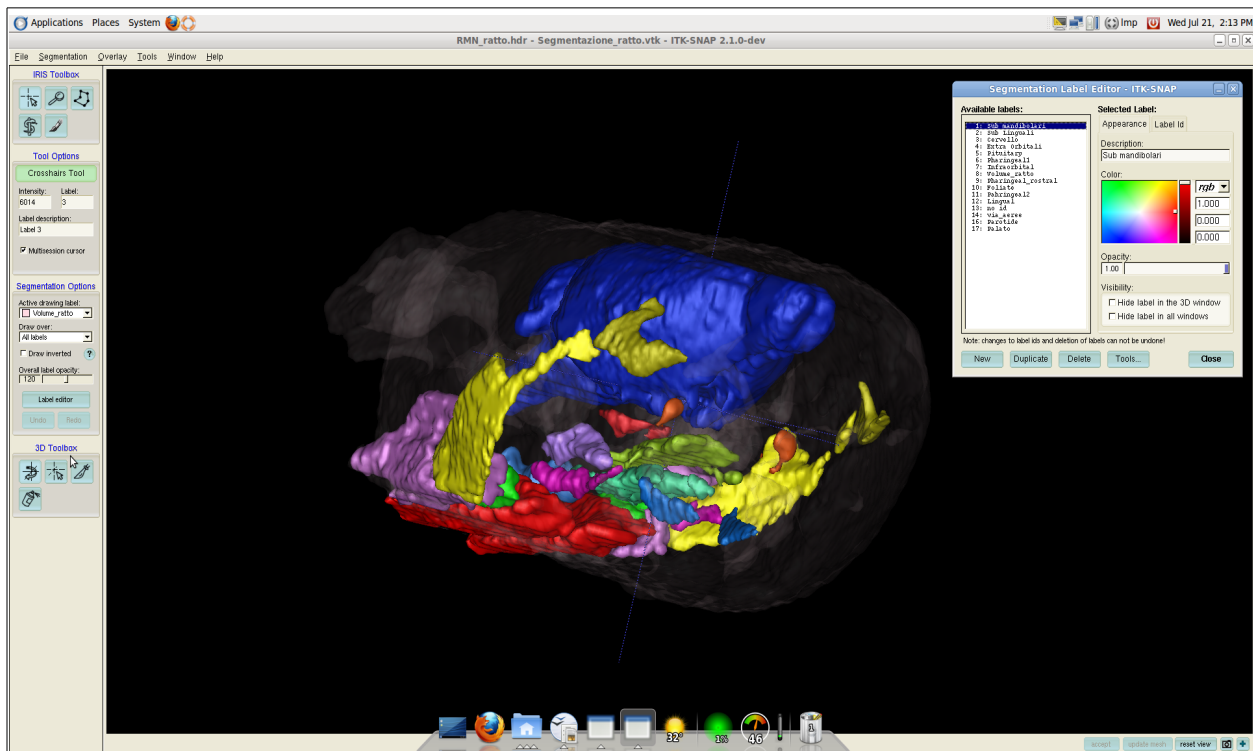 Applications Places System
Imp
Wed Jul 21, 2:13 PM
RMN_ratto.hdr - Segmentazione_ratto.vtk - ITK-SNAP 2.1.0-dev
File Segmentation Overlay Tools Window Help
IRIS Toolbox
Tool Options
Crosshairs Tool
Intensity: Label:
6014 3
Label description:
Label 3
Multisession cursor
Segmentation Options
Active drawing label:
Volume_ratto
Draw over:
All labels
Draw inverted ?
Overall label opacity:
120
Label editor
Undo Redo
3D Toolbox
Segmentation Label Editor - ITK-SNAP
Available labels:
1: Sub mandibolari
2: Sub Linguali
3: Cervello
4: Extra Orbitali
5: Pituitarp
6: Pharingeal1
7: Infraorbital
8: Volume_ratto
9: Pharingeal_rostral
10: Foliate
11: Pehringeal2
12: Lingual
13: no id
14: via_aeree
16: Parotide
17: Palato
Selected Label:
Appearance Label Id
Description:
Sub mandibolari
Color:
rgb
1.000
0.000
0.000
Opacity:
1.00
Visibility:
Hide label in the 3D window
Hide label in all windows
Note: changes to label ids and deletion of labels can not be undone!
New Duplicate Delete Tools... Close
32°
1%
46
1
accept update mesh reset view